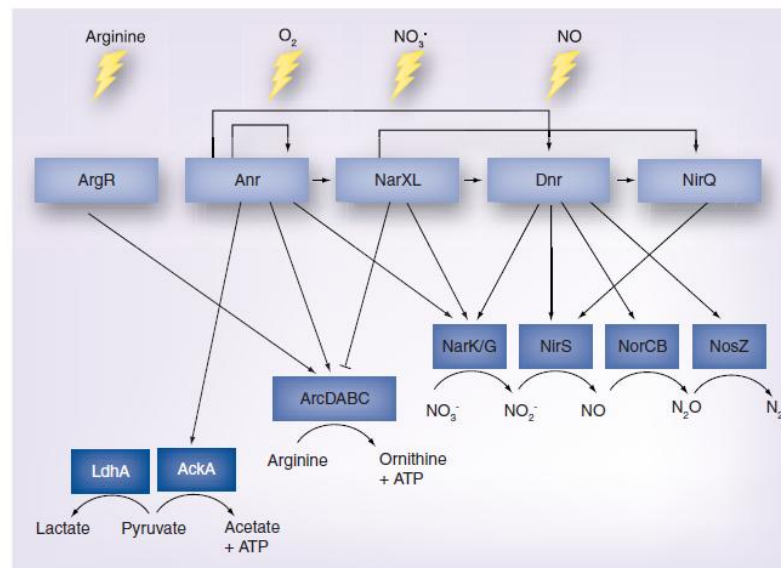 Arginine O₂ NO₃· NO
ArgR Anr NarXL Dnr NirQ
NarK/G NirS NorCB NosZ
ArcDABC
NO₃⁻ NO₂⁻ NO N₂O N₂
Arginine Ornithine
+ ATP
LdhA AckA
Lactate Pyruvate Acetate
+ ATP